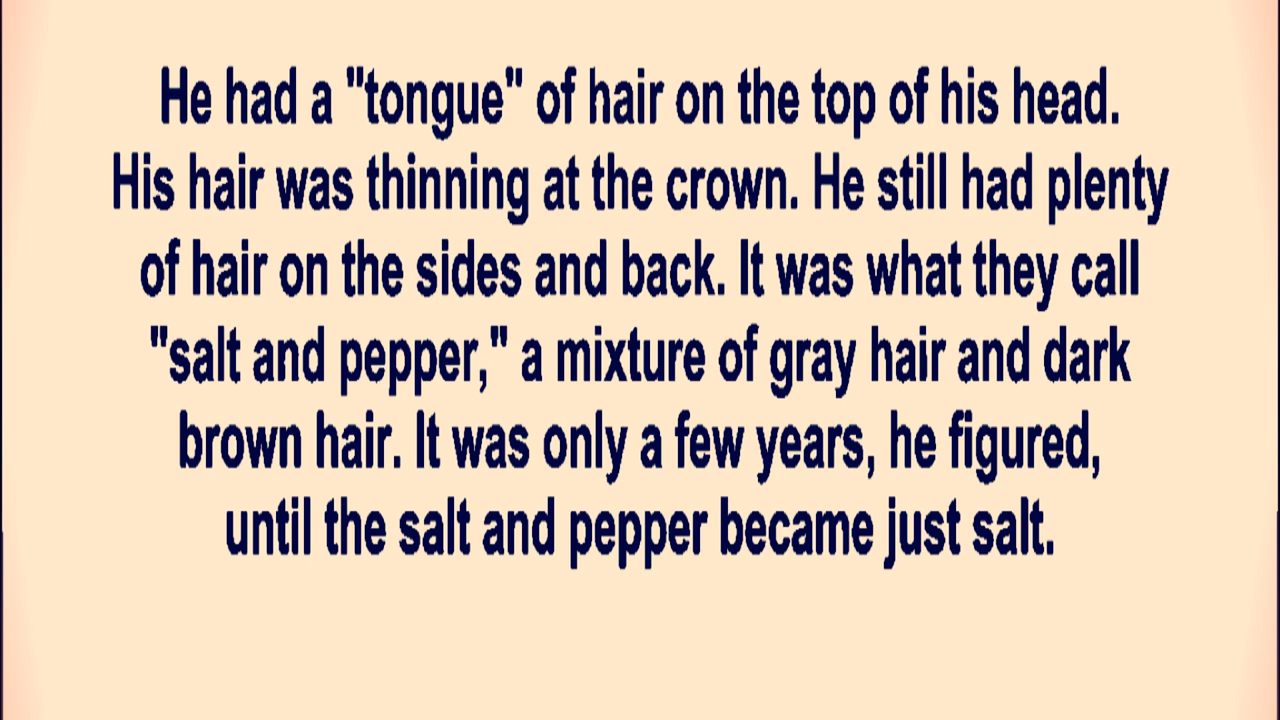 He had a "tongue" of hair on the top of his head.
His hair was thinning at the crown. He still had plenty
of hair on the sides and back. It was what they call
"salt and pepper," a mixture of gray hair and dark
brown hair. It was only a few years, he figured,
until the salt and pepper became just salt.